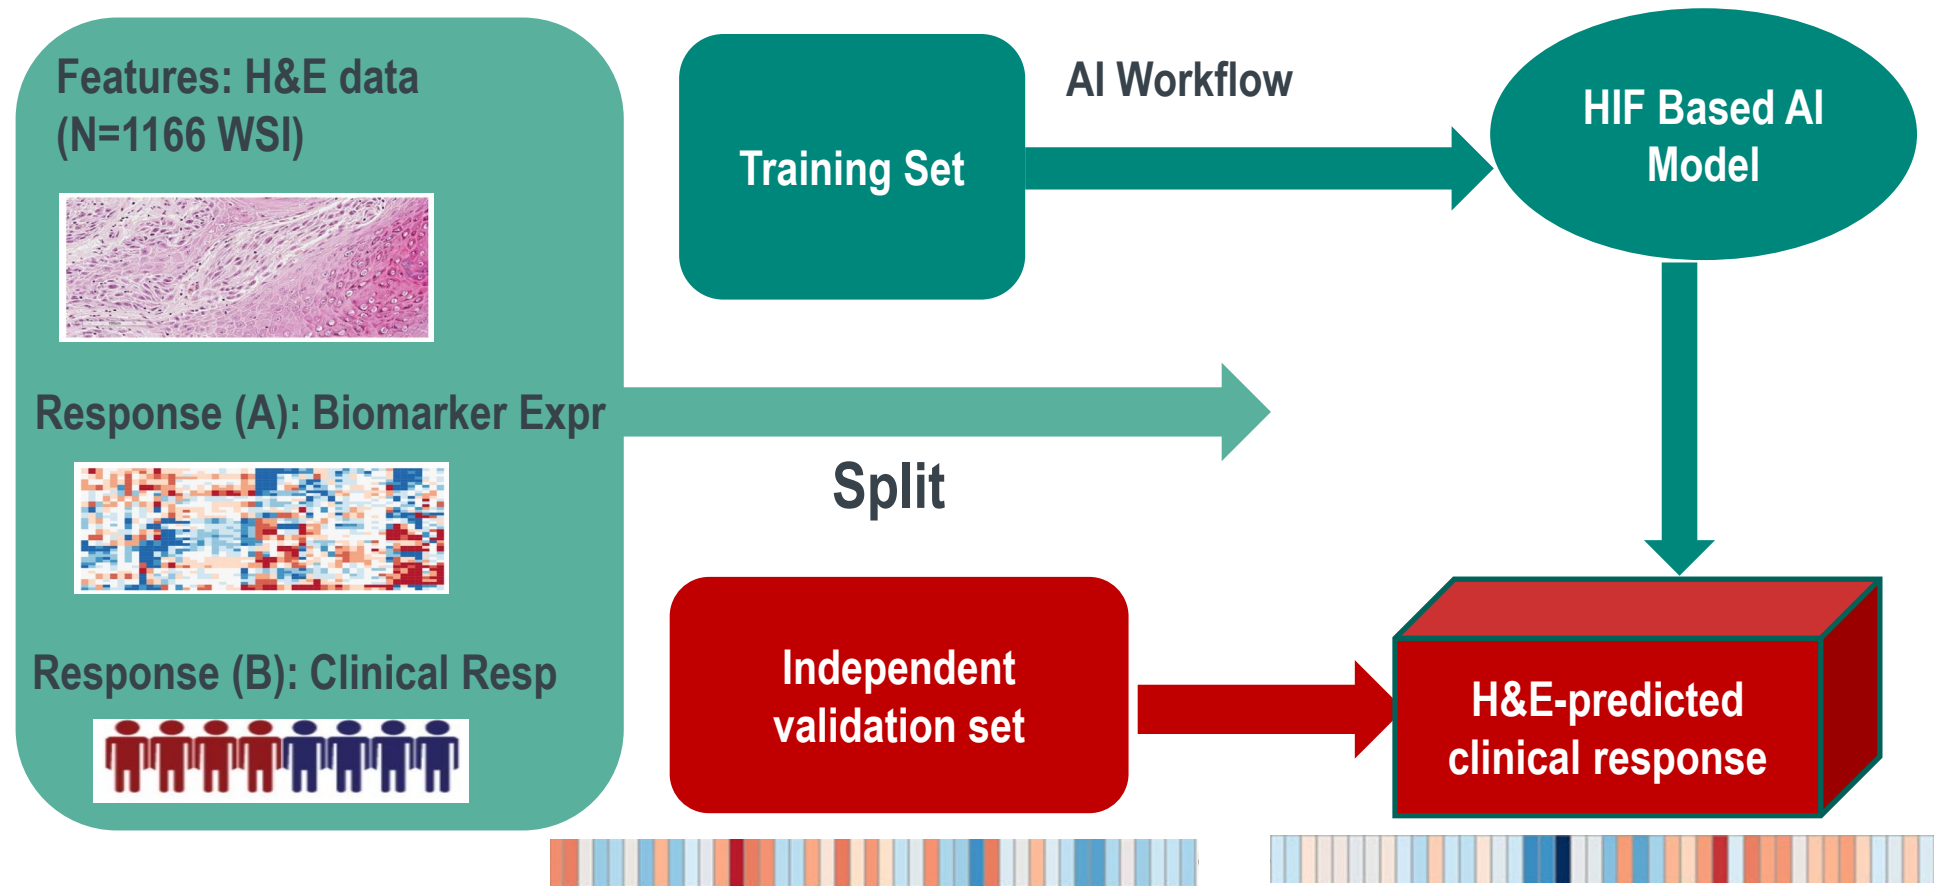 Features: H&E data
(N=1166 WSI)
Response (A): Biomarker Expr
Response (B): Clinical Resp
Training Set
AI Workflow
HIF Based AI
Model
Split
Independent
validation set
H&E-predicted
clinical response